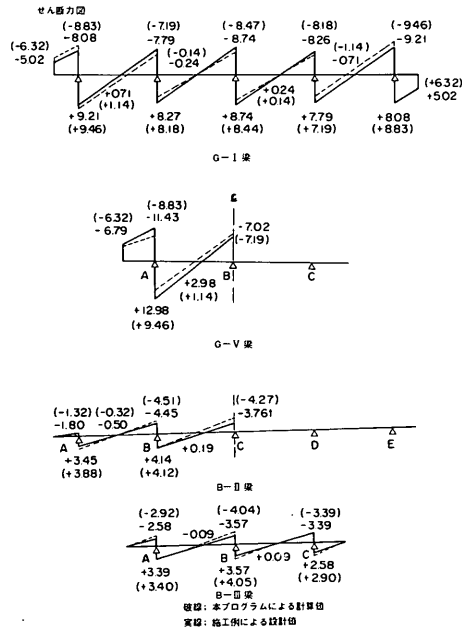 せん断力図
(-8.83) (-7.19) (-8.47) (-8.18) (-9.46)
(-6.32) -8.08 -7.79 (-0.14) -8.74 -8.26 (-1.14) -9.21
-5.02 -0.24 -0.71
+0.71 +0.24 (+6.32)
(+1.14) (+0.14) +5.02
+9.21 +8.27 +8.74 +7.79 +8.08
(+9.46) (+8.18) (+8.44) (+7.19) (+8.83)
G-I 梁
C
(-8.83)
(-6.32) -11.43 -7.02
-6.79 (-7.19)
A B C
+2.98
(+1.14)
+12.98
(+9.46)
G-V 梁
(-4.51) (-4.27)
(-1.32) (-0.32) -4.45 -3.761
-1.80 -0.50
A B +0.19 C D E
+3.45 +4.14
(+3.88) (+4.12)
B-II 梁
(-2.92) (-4.04) (-3.39)
-2.58 -0.09 -3.57 -3.39
A B +0.09 C
+3.39 +3.57 +2.58
(+3.40) (+4.05) (+2.90)
B-III 梁
破線; 本プログラムによる計算値
実線; 施工例による設計値